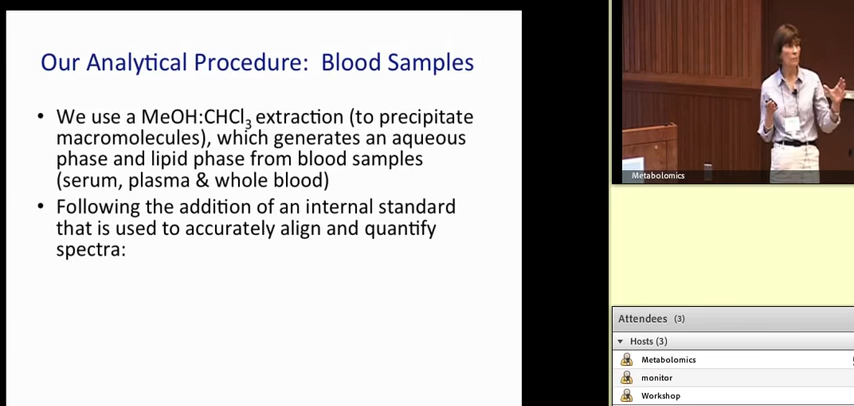 Our Analytical Procedure: Blood Samples
• We use a MeOH:CHCl₃ extraction (to precipitate
macromolecules), which generates an aqueous
phase and lipid phase from blood samples
(serum, plasma & whole blood)
• Following the addition of an internal standard
that is used to accurately align and quantify
spectra:
Metabolomics
Attendees (3)
Hosts (3)
Metabolomics
monitor
Workshop